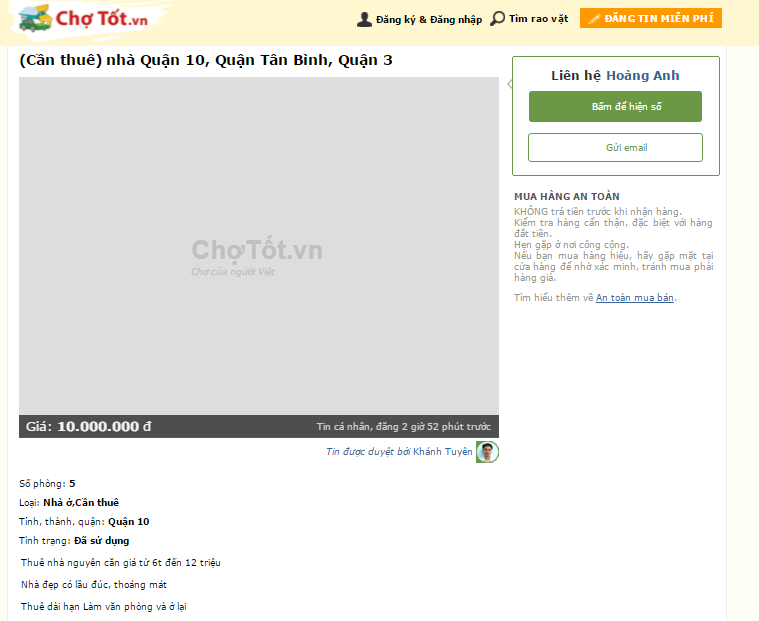 Chợ Tốt.vn
Đăng ký & Đăng nhập
Tìm rao vặt
ĐĂNG TIN MIỄN PHÍ
(Cần thuê) nhà Quận 10, Quận Tân Bình, Quận 3
ChợTốt.vn
Chợ của người Việt
Giá: 10.000.000 đ
Tin cá nhân, đăng 2 giờ 52 phút trước
Tin được duyệt bởi Khánh Tuyên
Số phòng: 5
Loại: Nhà ở,Cần thuê
Tỉnh, thành, quận: Quận 10
Tình trạng: Đã sử dụng
Thuê nhà nguyên căn giá từ 6t đến 12 triệu
Nhà đẹp có lầu đúc, thoáng mát
Thuê dài hạn Làm văn phòng và ở lại
Liên hệ Hoàng Anh
Bấm để hiện số
Gửi email
MUA HÀNG AN TOÀN
KHÔNG trả tiền trước khi nhận hàng.
Kiểm tra hàng cẩn thận, đặc biệt với hàng
đắt tiền.
Hẹn gặp ở nơi công cộng.
Nếu bạn mua hàng hiệu, hãy gặp mặt tại
cửa hàng để nhờ xác minh, tránh mua phải
hàng giả.
Tìm hiểu thêm về An toàn mua bán.